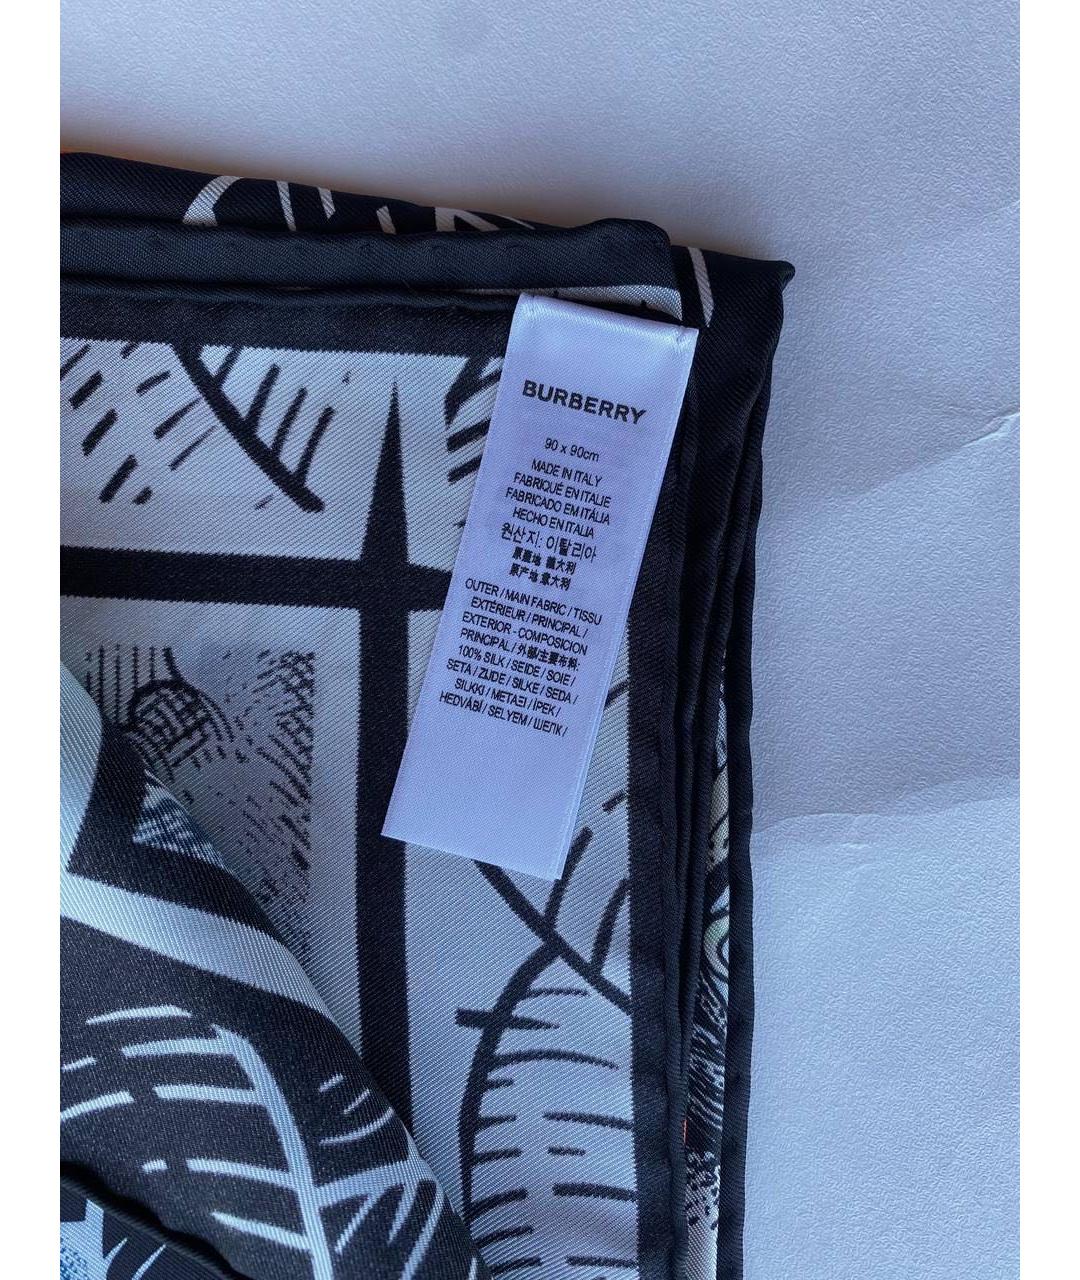 BURBERRY
90 x 90cm
MADE IN ITALY
FABRIQUÉ EN ITALIE
FABRICADO EM ITÁLIA
HECHO EN ITALIA
원산지: 이탈리아
原產地 義大利
原产地 意大利
OUTER / MAIN FABRIC / TISSU
EXTÉRIEUR / PRINCIPAL /
EXTERIOR - COMPOSICION
PRINCIPAL / 外部/主要布料:
100% SILK / SEIDE / SOIE /
SETA / ZIJDE / SILKE / SEDA /
SILKKI / ΜΕΤΑΞΙ / İPEK /
HEDVÁBÍ / SELYEM / ШЕЛК /